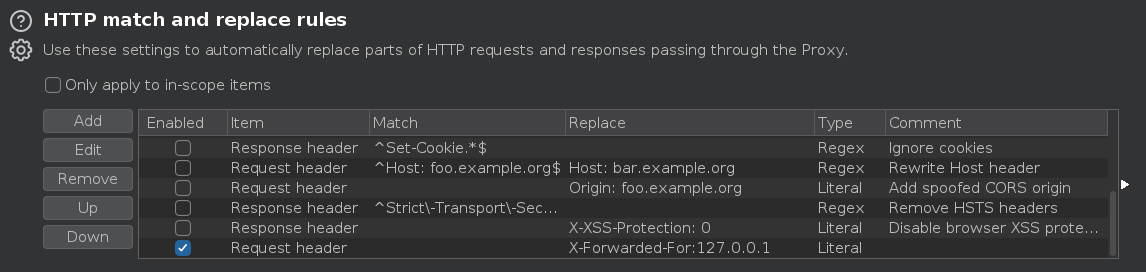 HTTP match and replace rules
Use these settings to automatically replace parts of HTTP requests and responses passing through the Proxy.
Only apply to in-scope items
Add
Edit
Remove
Up
Down
Enabled Item Match Replace Type Comment
Response header ^Set-Cookie.*$ Regex Ignore cookies
Request header ^Host: foo.example.org$ Host: bar.example.org Regex Rewrite Host header
Request header Origin: foo.example.org Literal Add spoofed CORS origin
Response header ^Strict\-Transport\-Sec... Regex Remove HSTS headers
Response header X-XSS-Protection: 0 Literal Disable browser XSS prote...
Request header X-Forwarded-For:127.0.0.1 Literal